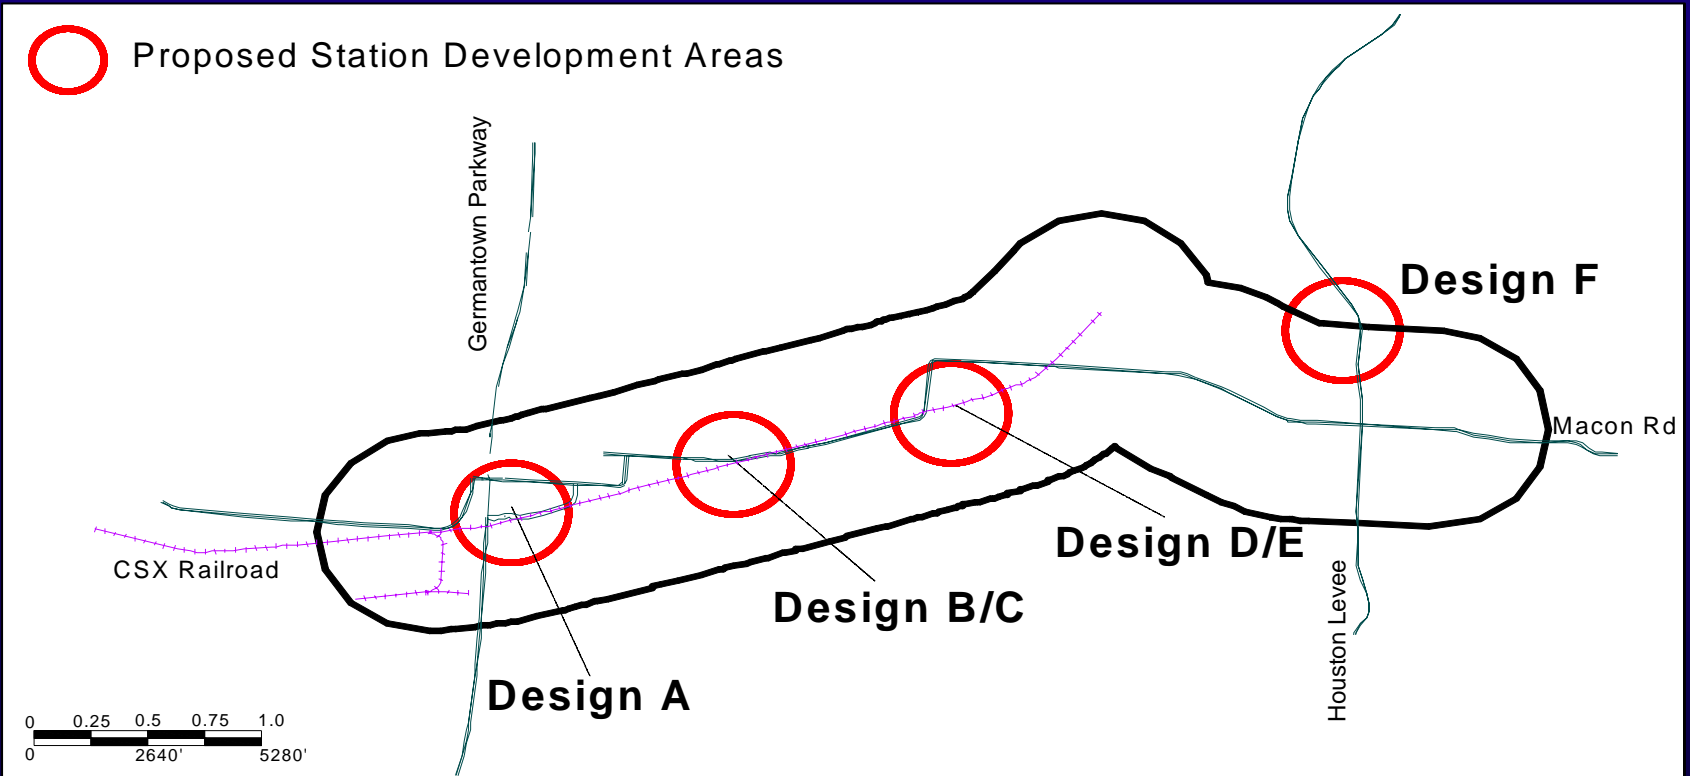 Proposed Station Development Areas
Germantown Parkway
Design F
Macon Rd
Design D/E
CSX Railroad
Houston Levee
Design B/C
Design A
0 0.25 0.5 0.75 1.0
0 2640' 5280'